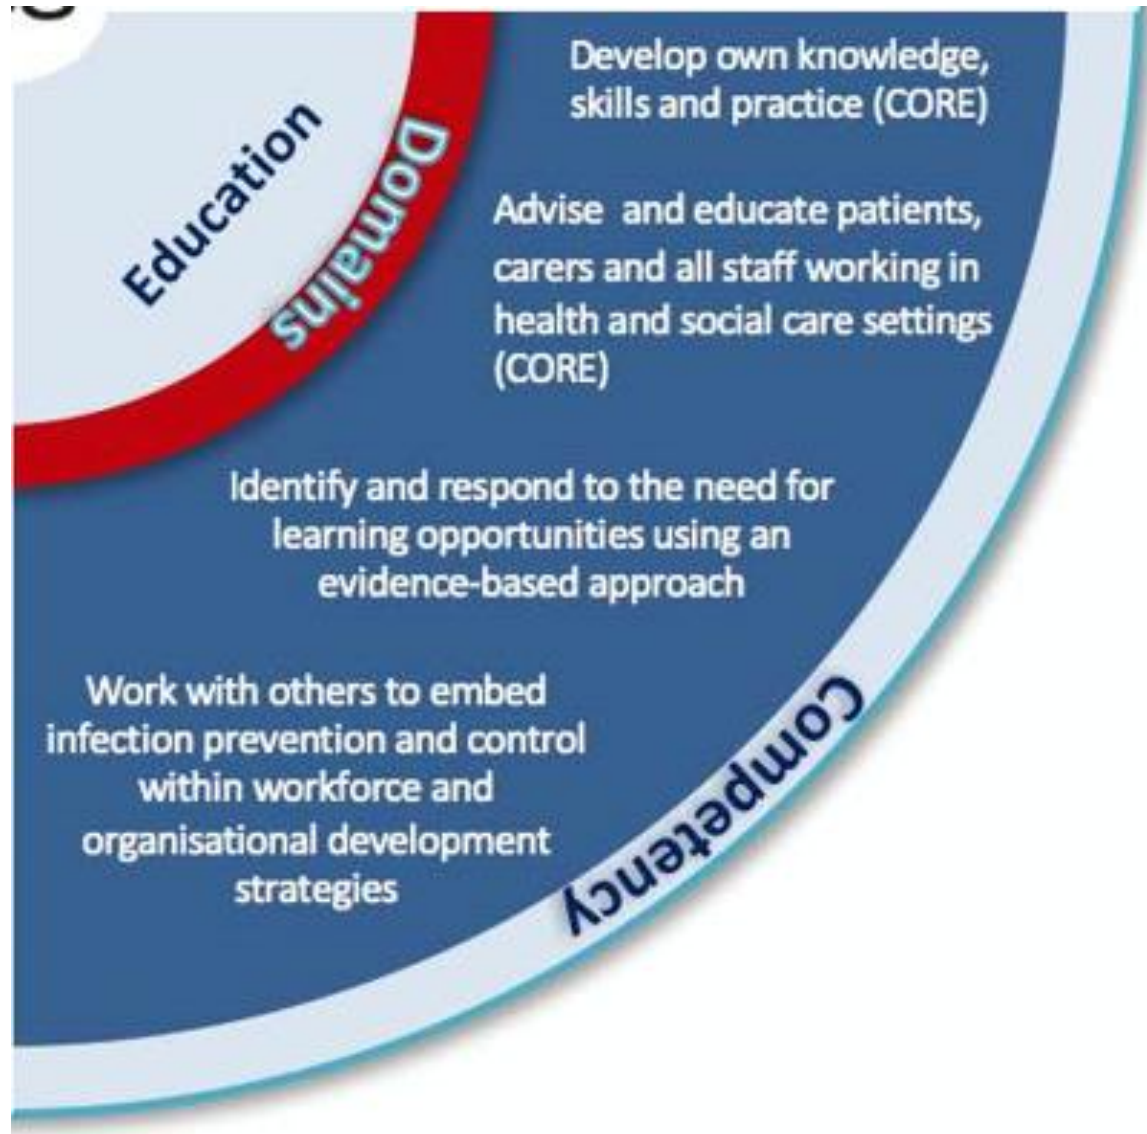 Education
Domains
Develop own knowledge,
skills and practice (CORE)
Advise and educate patients,
carers and all staff working in
health and social care settings
(CORE)
Identify and respond to the need for
learning opportunities using an
evidence-based approach
Work with others to embed
infection prevention and control
within workforce and
organisational development
strategies
Competency